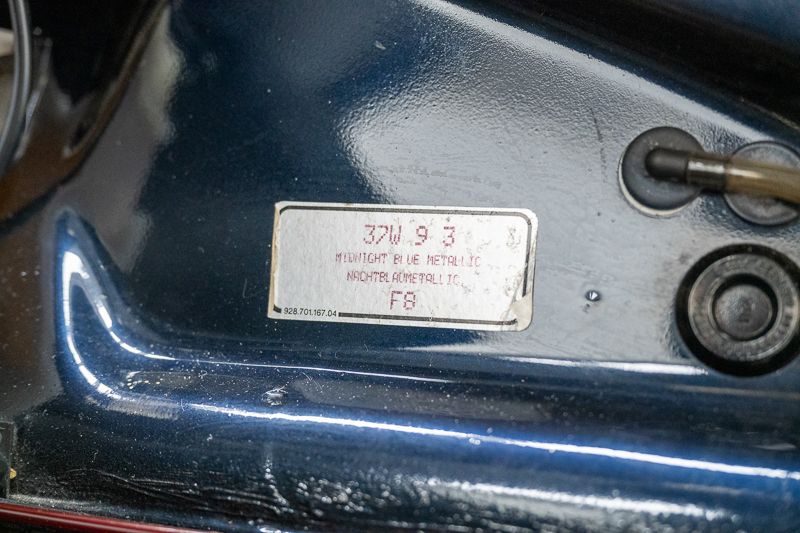 37W 9 3
MIDNIGHT BLUE METALLIC
NACHTBLAUMETALLIC
F8
928.701.167.04